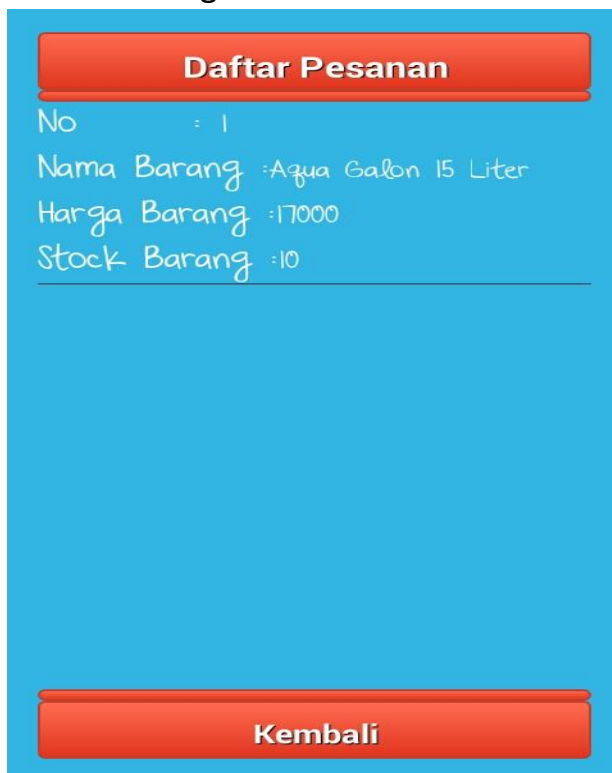 Daftar Pesanan
No : 1
Nama Barang :Aqua Galon 15 Liter
Harga Barang :17000
Stock Barang :10
Kembali